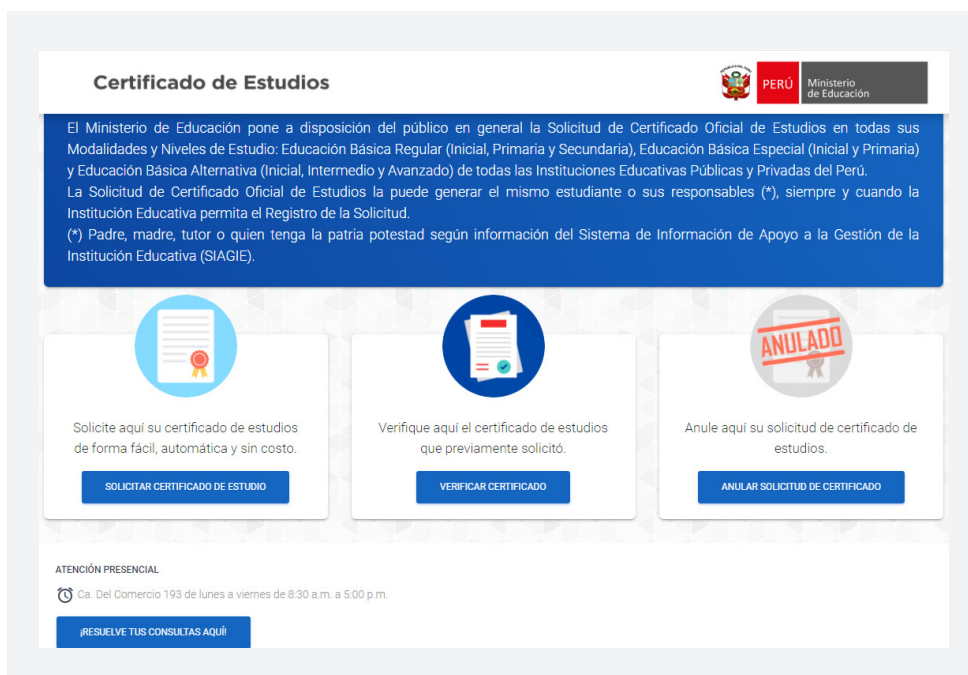 Certificado de Estudios
PERÚ
Ministerio
de Educación
El Ministerio de Educación pone a disposición del público en general la Solicitud de Certificado Oficial de Estudios en todas sus
Modalidades y Niveles de Estudio: Educación Básica Regular (Inicial, Primaria y Secundaria), Educación Básica Especial (Inicial y Primaria)
y Educación Básica Alternativa (Inicial, Intermedio y Avanzado) de todas las Instituciones Educativas Públicas y Privadas del Perú.
La Solicitud de Certificado Oficial de Estudios la puede generar el mismo estudiante o sus responsables (*), siempre y cuando la
Institución Educativa permita el Registro de la Solicitud.
(*) Padre, madre, tutor o quien tenga la patria potestad según información del Sistema de Información de Apoyo a la Gestión de la
Institución Educativa (SIAGIE).
Solicite aquí su certificado de estudios
de forma fácil, automática y sin costo.
SOLICITAR CERTIFICADO DE ESTUDIO
Verifique aquí el certificado de estudios
que previamente solicitó.
VERIFICAR CERTIFICADO
ANULADO
Anule aquí su solicitud de certificado de
estudios.
ANULAR SOLICITUD DE CERTIFICADO
ATENCIÓN PRESENCIAL
Ca. Del Comercio 193 de lunes a viernes de 8:30 a.m. a 5:00 p.m.
¡RESUELVE TUS CONSULTAS AQUÍ!